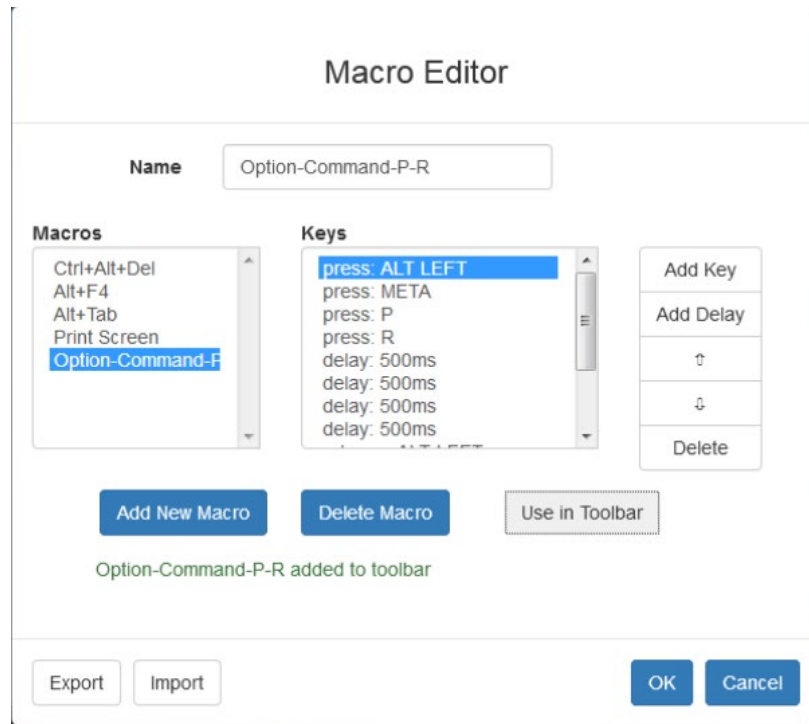 Macro Editor
Name Option-Command-P-R
Macros Keys
Ctrl+Alt+Del
Alt+F4
Alt+Tab
Print Screen
Option-Command-P
press: ALT LEFT
press: META
press: P
press: R
delay: 500ms
delay: 500ms
delay: 500ms
delay: 500ms
Add Key
Add Delay
⇧
⇩
Delete
Add New Macro Delete Macro Use in Toolbar
Option-Command-P-R added to toolbar
Export Import OK Cancel